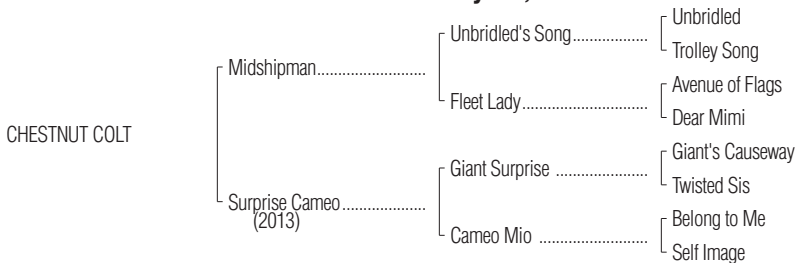 Unbridled
Unbridled's Song.................
Trolley Song
Midshipman..........................
Avenue of Flags
Fleet Lady..............................
Dear Mimi
CHESTNUT COLT
Giant's Causeway
Giant Surprise ......................
Twisted Sis
Surprise Cameo....................
(2013)
Belong to Me
Cameo Mio ..........................
Self Image